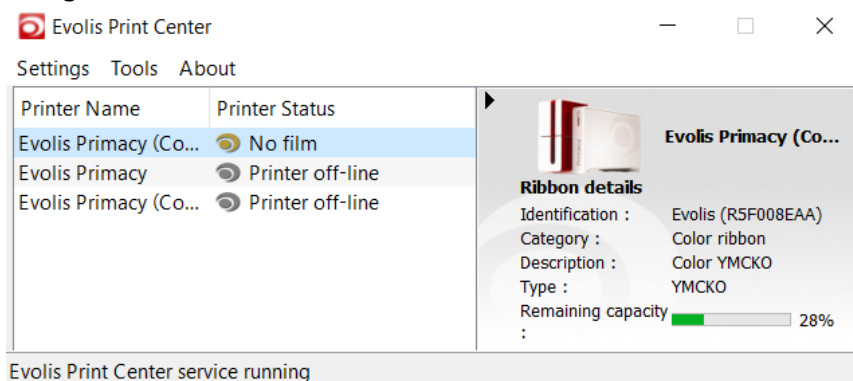 Evolis Print Center
Settings Tools About
Printer Name Printer Status
Evolis Primacy (Co... No film
Evolis Primacy Printer off-line
Evolis Primacy (Co... Printer off-line
Evolis Primacy (Co...
Ribbon details
Identification : Evolis (R5F008EAA)
Category : Color ribbon
Description : Color YMCKO
Type : YMCKO
Remaining capacity
: 28%
Evolis Print Center service running